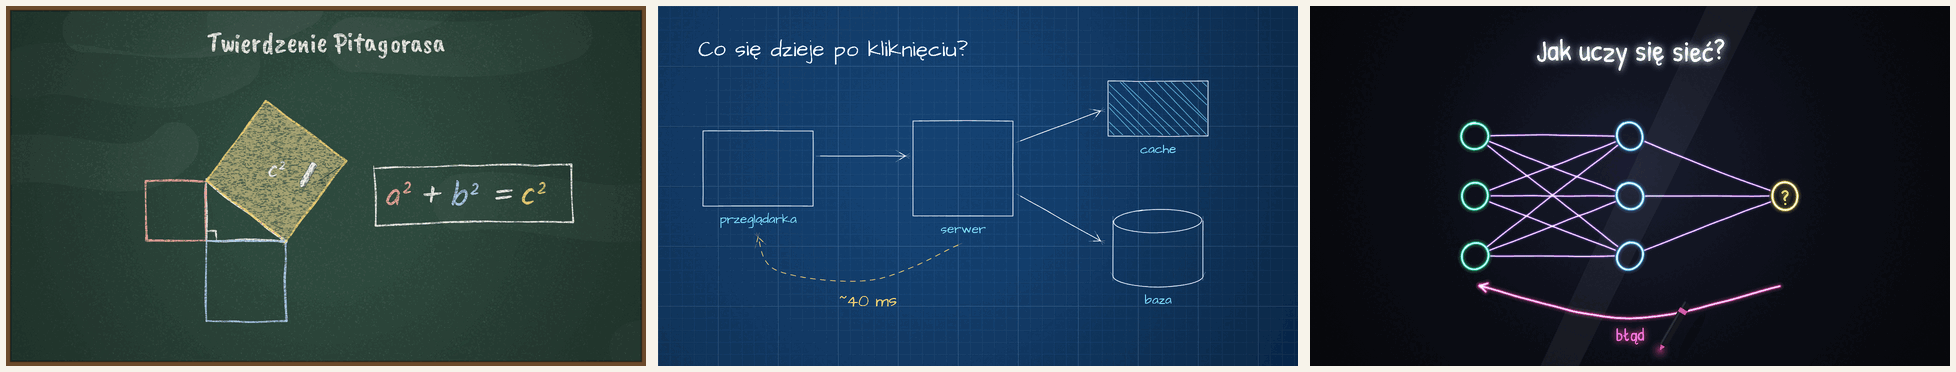 Twierdzenie Pitagorasa
c²
a² + b² = c²
Co się dzieje po kliknięciu?
przeglądarka
serwer
cache
baza
~40 ms
Jak uczy się sieć?
?
błąd